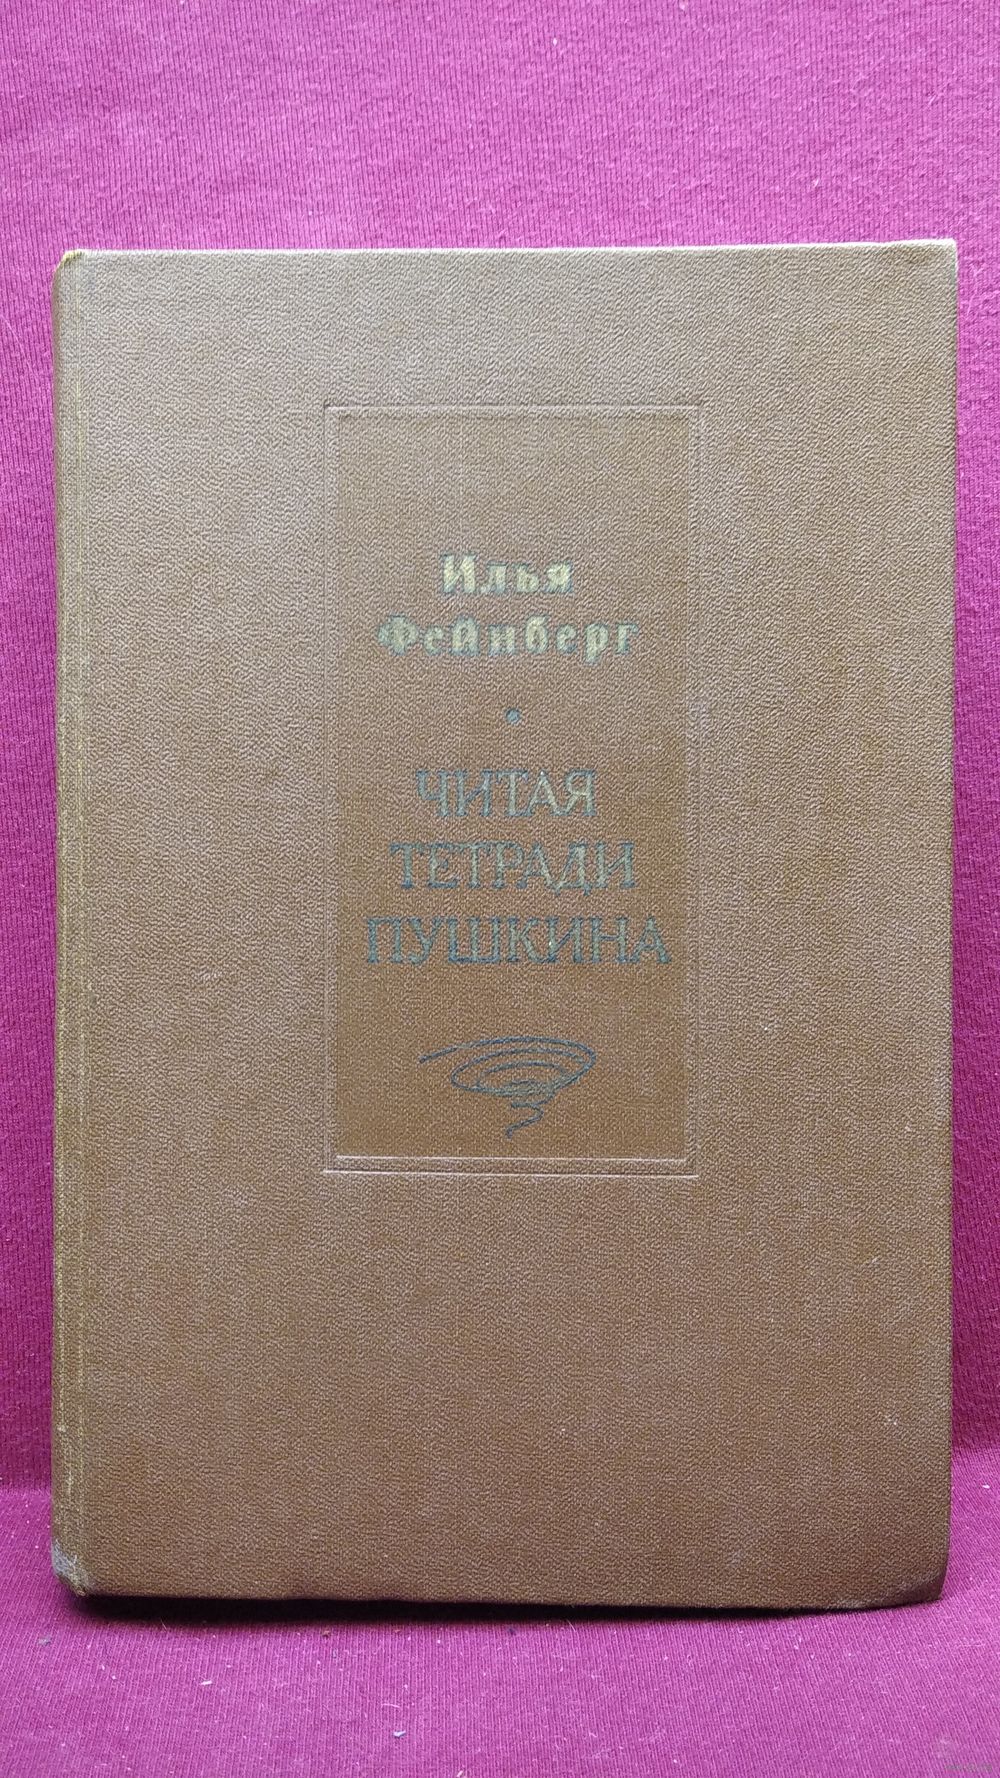 Илья
Фейнберг
ЧИТАЯ
ТЕТРАДИ
ПУШКИНА